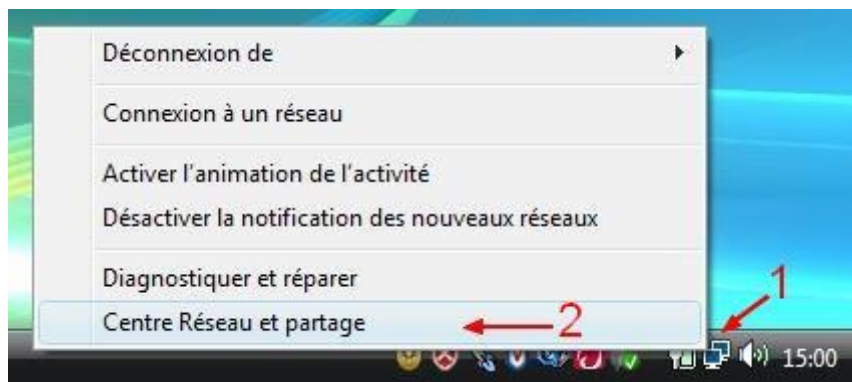 Déconnexion de
Connexion à un réseau
Activer l'animation de l'activité
Désactiver la notification des nouveaux réseaux
Diagnostiquer et réparer
1
Centre Réseau et partage 2
15:00